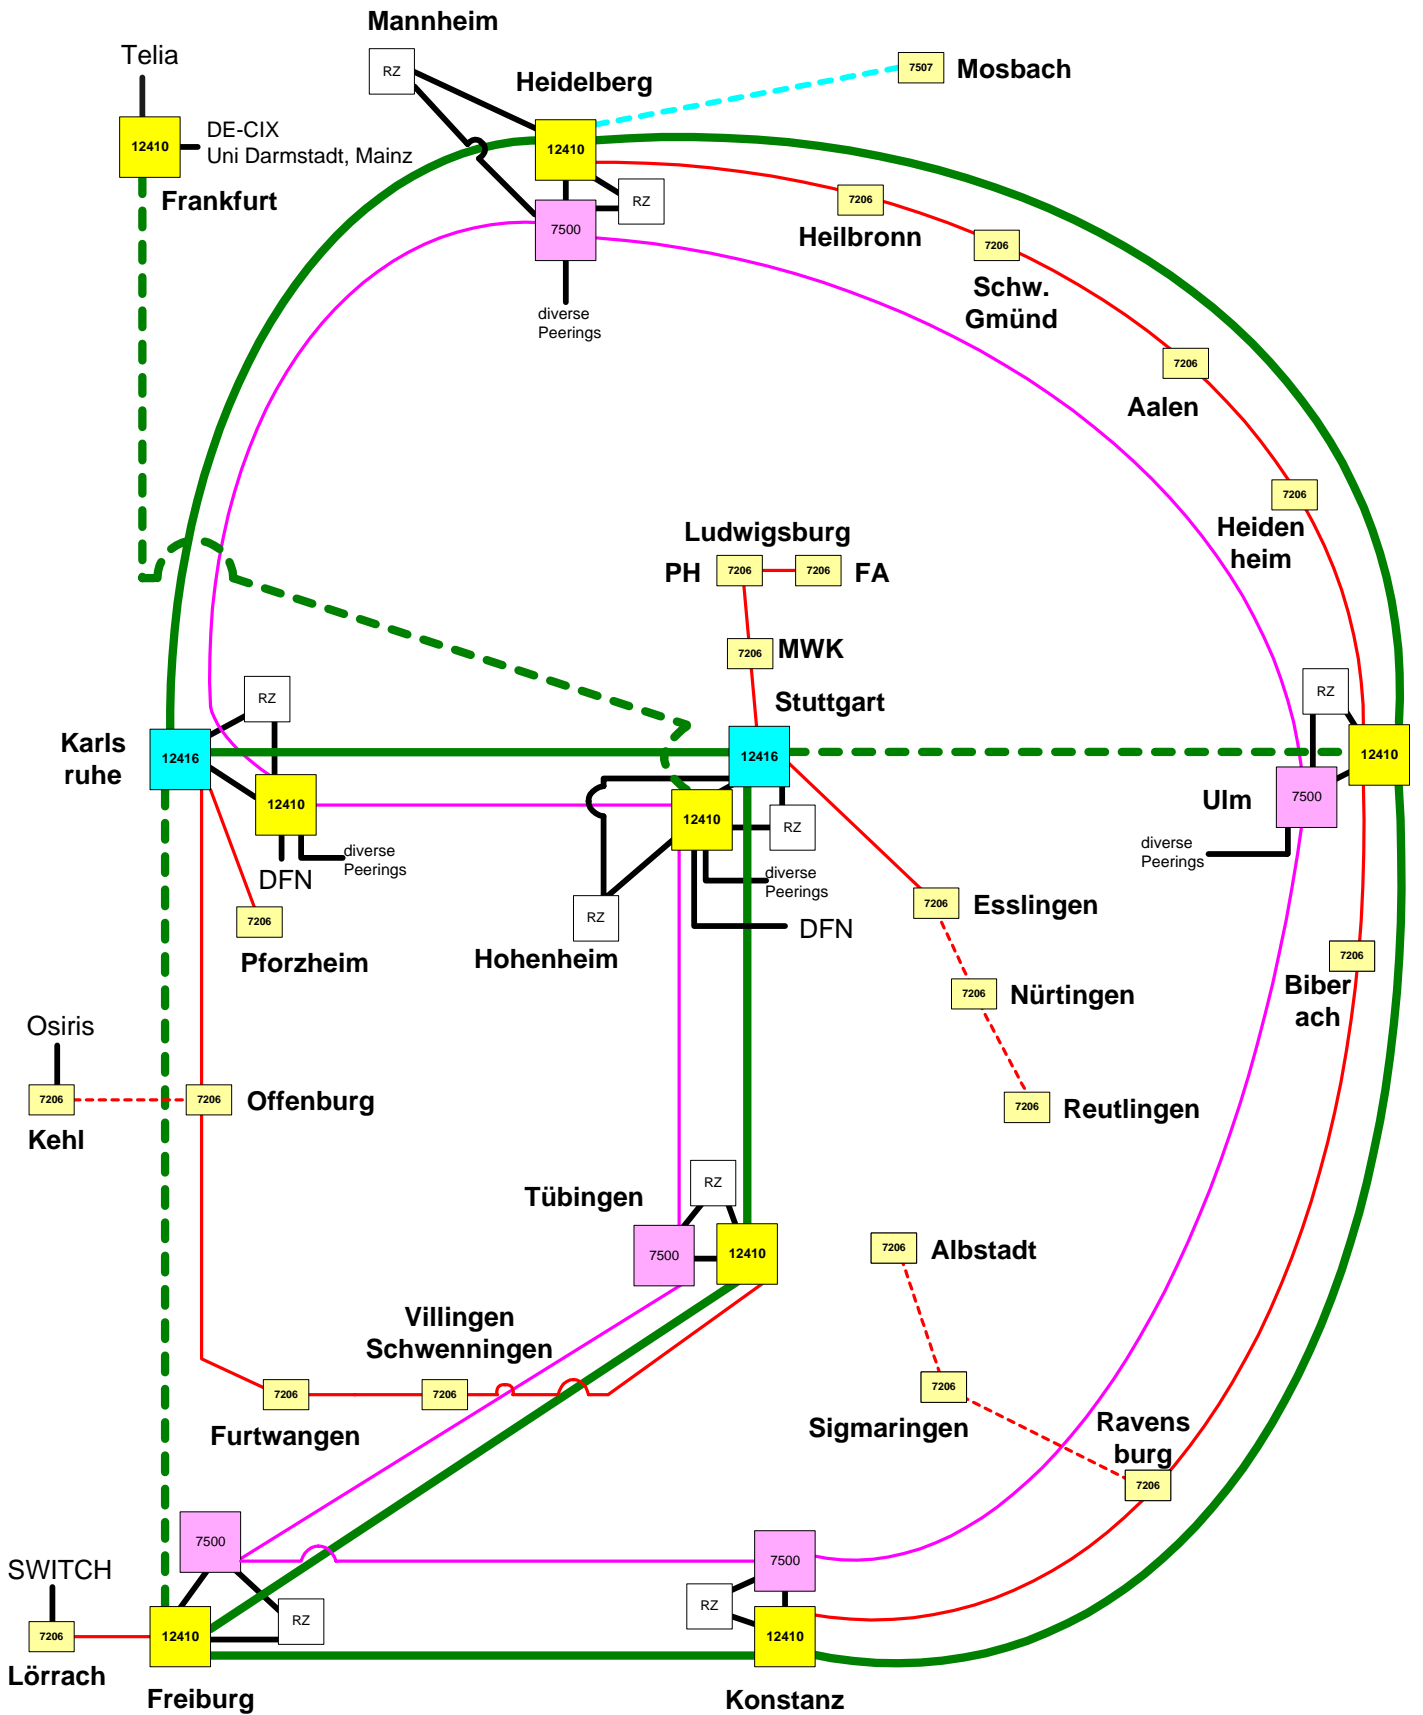 Mannheim
Telia
RZ
Heidelberg
7507
Mosbach
12410
DE-CIX
Uni Darmstadt, Mainz
Frankfurt
12410
RZ
7500
7206
Heilbronn
7206
Schw.
Gmünd
diverse
Peerings
7206
Aalen
7206
Heiden
heim
Ludwigsburg
PH
7206
7206
FA
7206
MWK
Stuttgart
RZ
RZ
Karls
ruhe
12416
12416
12410
12410
12410
RZ
Ulm
7500
diverse
Peerings
DFN
diverse
Peerings
diverse
Peerings
DFN
7206
Pforzheim
RZ
Hohenheim
7206
Esslingen
7206
Biber
ach
7206
Nürtingen
Osiris
7206
Kehl
7206
Offenburg
7206
Reutlingen
RZ
Tübingen
7500
12410
7206
Albstadt
Villingen
Schwenningen
7206
7206
Furtwangen
7206
Sigmaringen
Ravens
burg
7206
7500
7500
SWITCH
RZ
RZ
7206
12410
12410
Lörrach
Freiburg
Konstanz